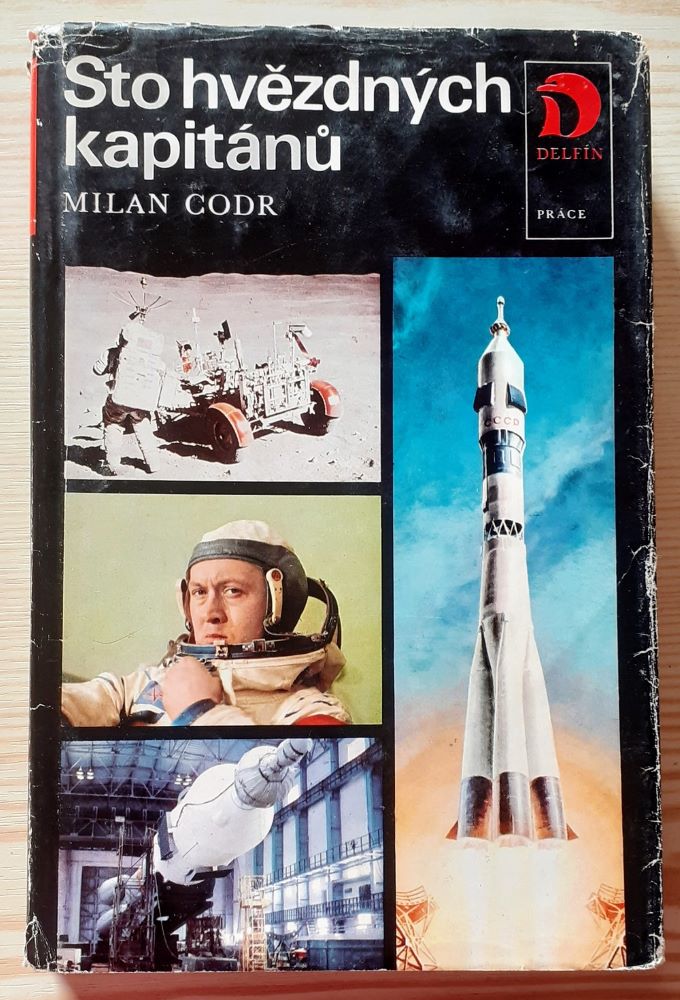 Sto hvězdných
kapitánů
MILAN CODR
DELFÍN
PRÁCE
CCCP